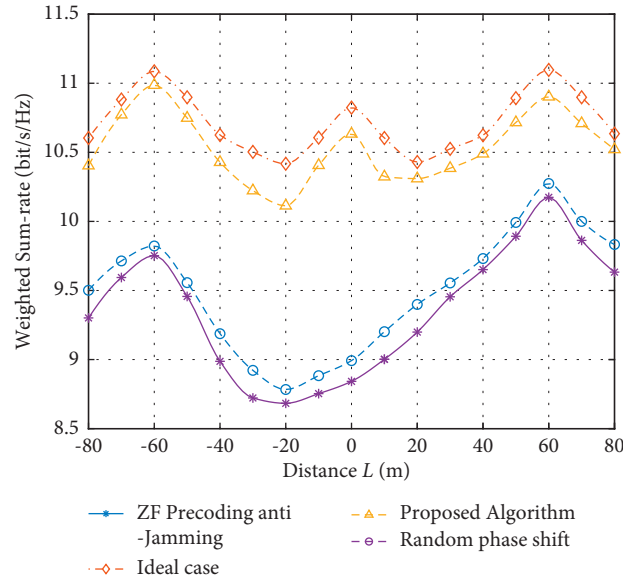 11.5
11
10.5
10
9.5
9
8.5
Weighted Sum-rate (bit/s/Hz)
-80 -60 -40 -20 0 20 40 60 80
Distance L (m)
ZF Precoding anti
-Jamming
Ideal case
Proposed Algorithm
Random phase shift